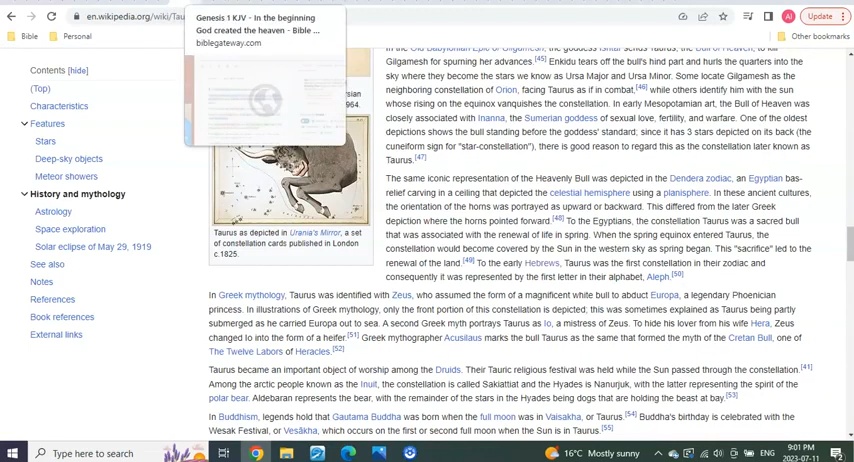 en.wikipedia.org/wiki/Tau
Update
Bible
Personal
Other bookmarks
Genesis 1 KJV - In the beginning
God created the heaven - Bible ...
biblegateway.com
Contents [hide]
(Top)
Characteristics
Features
Stars
Deep-sky objects
Meteor showers
History and mythology
Astrology
Space exploration
Solar eclipse of May 29, 1919
See also
Notes
References
Book references
External links
ysian
964.
Taurus as depicted in Urania's Mirror, a set
of constellation cards published in London
c.1825.
In the Old Babylonian Epic of Gilgamesh, the goddess Ishtar sends Taurus, the Bull of Heaven, to kill
Gilgamesh for spurning her advances.[45] Enkidu tears off the bull's hind part and hurls the quarters into the
sky where they become the stars we know as Ursa Major and Ursa Minor. Some locate Gilgamesh as the
neighboring constellation of Orion, facing Taurus as if in combat,[46] while others identify him with the sun
whose rising on the equinox vanquishes the constellation. In early Mesopotamian art, the Bull of Heaven was
closely associated with Inanna, the Sumerian goddess of sexual love, fertility, and warfare. One of the oldest
depictions shows the bull standing before the goddess' standard; since it has 3 stars depicted on its back (the
cuneiform sign for "star-constellation"), there is good reason to regard this as the constellation later known as
Taurus.[47]
The same iconic representation of the Heavenly Bull was depicted in the Dendera zodiac, an Egyptian bas-
relief carving in a ceiling that depicted the celestial hemisphere using a planisphere. In these ancient cultures,
the orientation of the horns was portrayed as upward or backward. This differed from the later Greek
depiction where the horns pointed forward.[48] To the Egyptians, the constellation Taurus was a sacred bull
that was associated with the renewal of life in spring. When the spring equinox entered Taurus, the
constellation would become covered by the Sun in the western sky as spring began. This "sacrifice" led to the
renewal of the land.[49] To the early Hebrews, Taurus was the first constellation in their zodiac and
consequently it was represented by the first letter in their alphabet, Aleph.[50]
In Greek mythology, Taurus was identified with Zeus, who assumed the form of a magnificent white bull to abduct Europa, a legendary Phoenician
princess. In illustrations of Greek mythology, only the front portion of this constellation is depicted; this was sometimes explained as Taurus being partly
submerged as he carried Europa out to sea. A second Greek myth portrays Taurus as Io, a mistress of Zeus. To hide his lover from his wife Hera, Zeus
changed Io into the form of a heifer.[51] Greek mythographer Acusilaus marks the bull Taurus as the same that formed the myth of the Cretan Bull, one of
The Twelve Labors of Heracles.[52]
Taurus became an important object of worship among the Druids. Their Tauric religious festival was held while the Sun passed through the constellation.[41]
Among the arctic people known as the Inuit, the constellation is called Sakiattiat and the Hyades is Nanurjuk, with the latter representing the spirit of the
polar bear. Aldebaran represents the bear, with the remainder of the stars in the Hyades being dogs that are holding the beast at bay.[53]
In Buddhism, legends hold that Gautama Buddha was born when the full moon was in Vaisakha, or Taurus.[54] Buddha's birthday is celebrated with the
Wesak Festival, or Vesākha, which occurs on the first or second full moon when the Sun is in Taurus.[55]
Type here to search
16°C Mostly sunny
ENG
9:01 PM
2023-07-11
2